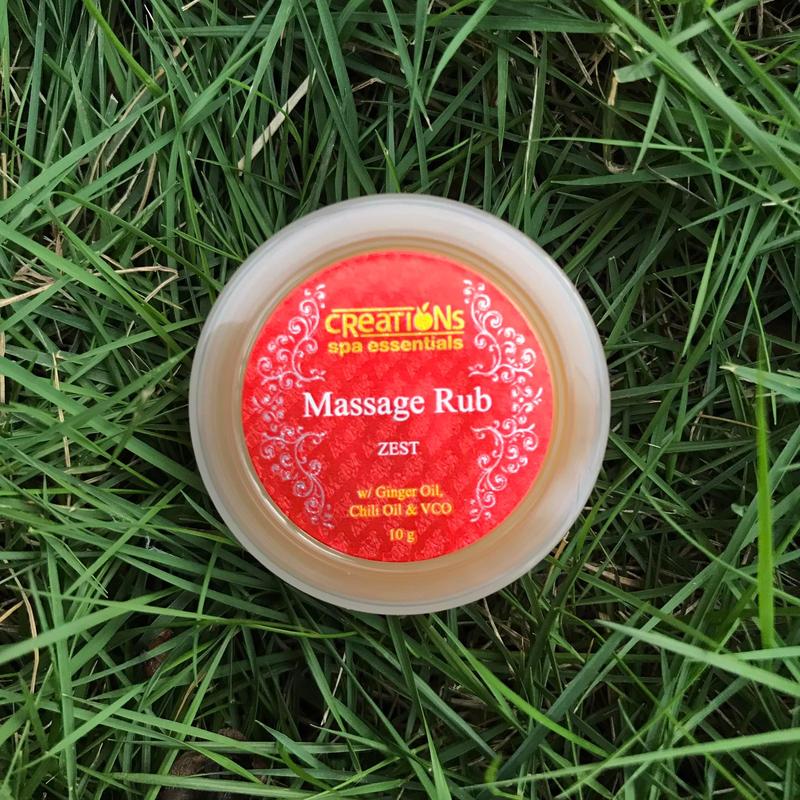 CREATIONS
spa essentials
Massage Rub
ZEST
w/ Ginger Oil,
Chili Oil & VCO
10 g